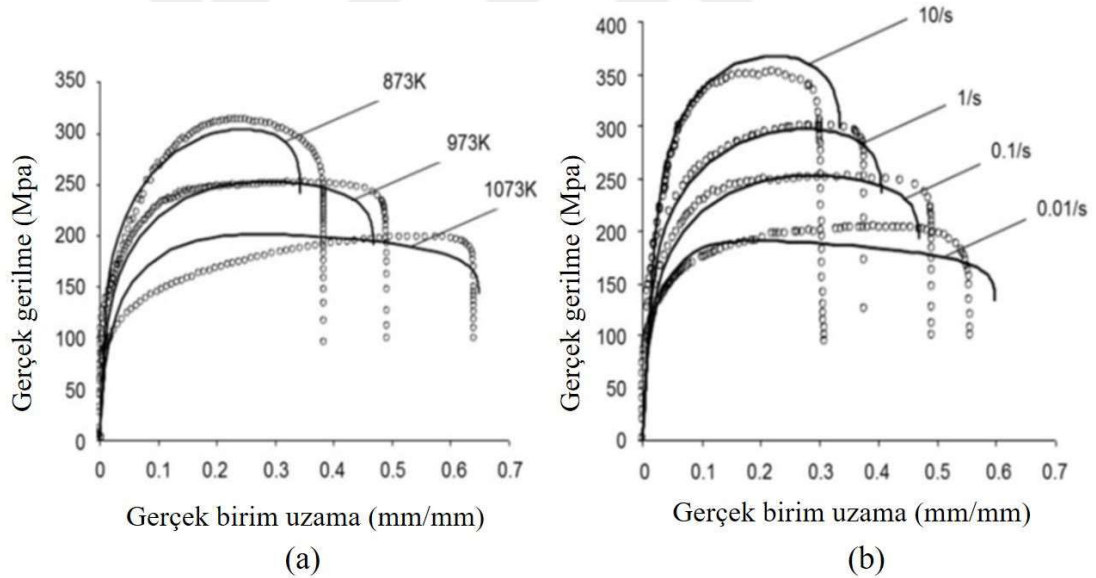 350
300
250
200
150
100
50
0
0
0.1
0.2
0.3
0.4
0.5
0.6
0.7
873K
973K
1073K
Gerçek gerilme (Mpa)
Gerçek birim uzama (mm/mm)
(a)
400
350
300
250
200
150
100
50
0
0
0.1
0.2
0.3
0.4
0.5
0.6
0.7
10/s
1/s
0.1/s
0.01/s
Gerçek gerilme (Mpa)
Gerçek birim uzama (mm/mm)
(b)